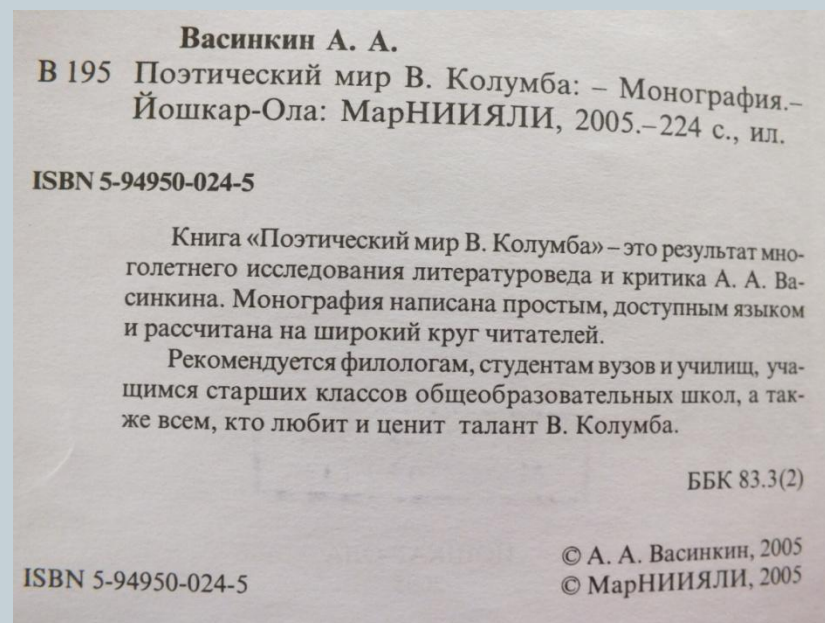 Васинкин А. А.
В 195 Поэтический мир В. Колумба: – Монография.–
Йошкар-Ола: МарНИИЯЛИ, 2005.–224 с., ил.
ISBN 5-94950-024-5
Книга «Поэтический мир В. Колумба» – это результат мно-
голетнего исследования литературоведа и критика А. А. Ва-
синкина. Монография написана простым, доступным языком
и рассчитана на широкий круг читателей.
Рекомендуется филологам, студентам вузов и училищ, уча-
щимся старших классов общеобразовательных школ, а так-
же всем, кто любит и ценит талант В. Колумба.
ББК 83.3(2)
© А. А. Васинкин, 2005
ISBN 5-94950-024-5 © МарНИИЯЛИ, 2005